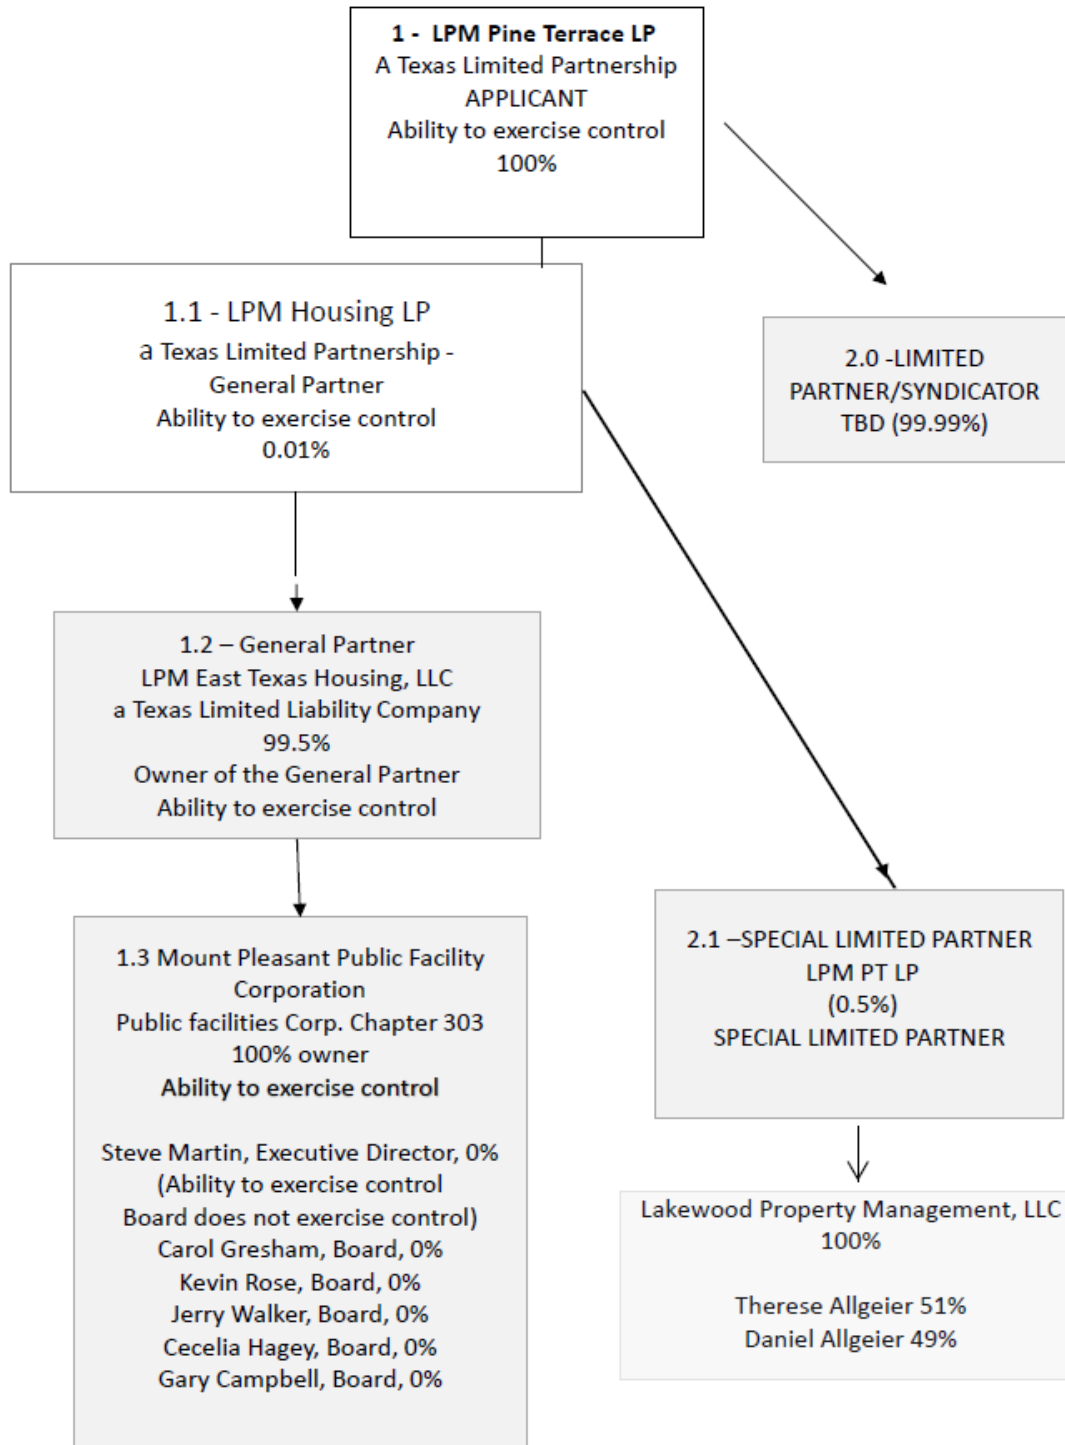 1 - LPM Pine Terrace LP
A Texas Limited Partnership
APPLICANT
Ability to exercise control
100%
1.1 - LPM Housing LP
a Texas Limited Partnership -
General Partner
Ability to exercise control
0.01%
2.0 -LIMITED
PARTNER/SYNDICATOR
TBD (99.99%)
1.2 – General Partner
LPM East Texas Housing, LLC
a Texas Limited Liability Company
99.5%
Owner of the General Partner
Ability to exercise control
1.3 Mount Pleasant Public Facility
Corporation
Public facilities Corp. Chapter 303
100% owner
Ability to exercise control
Steve Martin, Executive Director, 0%
(Ability to exercise control
Board does not exercise control)
Carol Gresham, Board, 0%
Kevin Rose, Board, 0%
Jerry Walker, Board, 0%
Cecelia Hagey, Board, 0%
Gary Campbell, Board, 0%
2.1 –SPECIAL LIMITED PARTNER
LPM PT LP
(0.5%)
SPECIAL LIMITED PARTNER
Lakewood Property Management, LLC
100%
Therese Allgeier 51%
Daniel Allgeier 49%